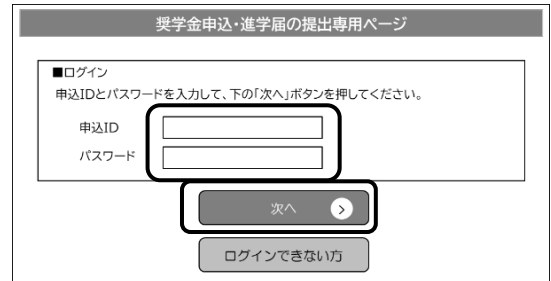 奨学金申込・進学届の提出専用ページ
■ログイン
申込IDとパスワードを入力して、下の「次へ」ボタンを押してください。
申込ID
パスワード
次へ
ログインできない方